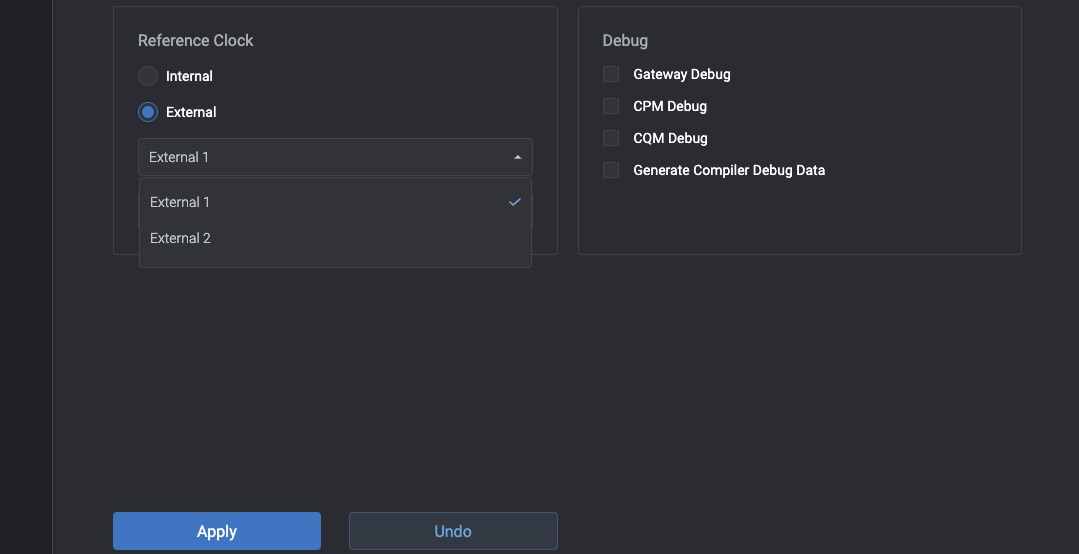 Reference Clock
Internal
External
External 1
External 1
External 2
Debug
Gateway Debug
CPM Debug
CQM Debug
Generate Compiler Debug Data
Apply
Undo